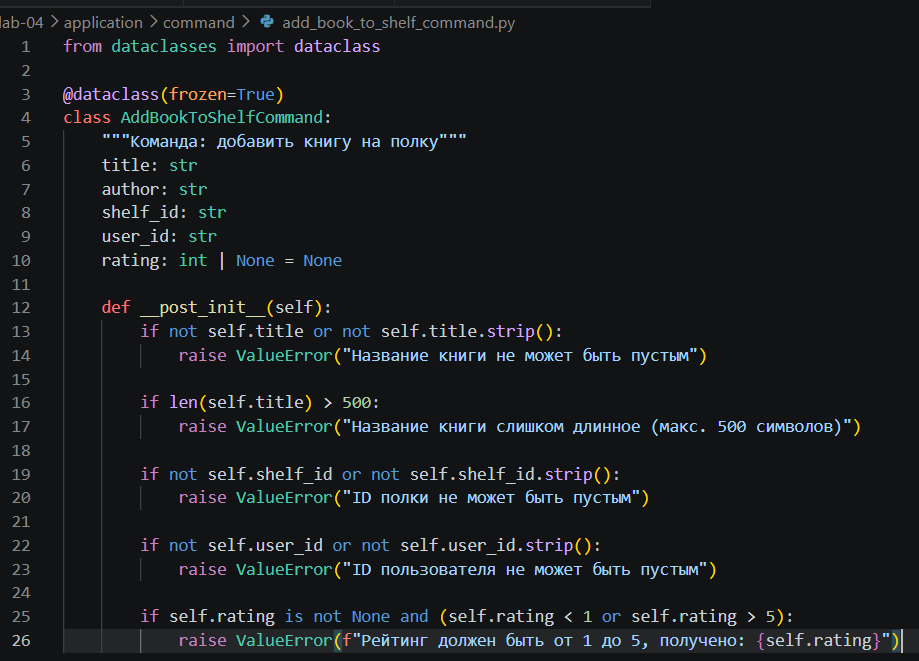 lab-04 > application > command > add_book_to_shelf_command.py
1 from dataclasses import dataclass
2
3 @dataclass(frozen=True)
4 class AddBookToShelfCommand:
5     """Команда: добавить книгу на полку"""
6     title: str
7     author: str
8     shelf_id: str
9     user_id: str
10     rating: int | None = None
11
12     def __post_init__(self):
13         if not self.title or not self.title.strip():
14             raise ValueError("Название книги не может быть пустым")
15
16         if len(self.title) > 500:
17             raise ValueError("Название книги слишком длинное (макс. 500 символов)")
18
19         if not self.shelf_id or not self.shelf_id.strip():
20             raise ValueError("ID полки не может быть пустым")
21
22         if not self.user_id or not self.user_id.strip():
23             raise ValueError("ID пользователя не может быть пустым")
24
25         if self.rating is not None and (self.rating < 1 or self.rating > 5):
26             raise ValueError(f"Рейтинг должен быть от 1 до 5, получено: {self.rating}")